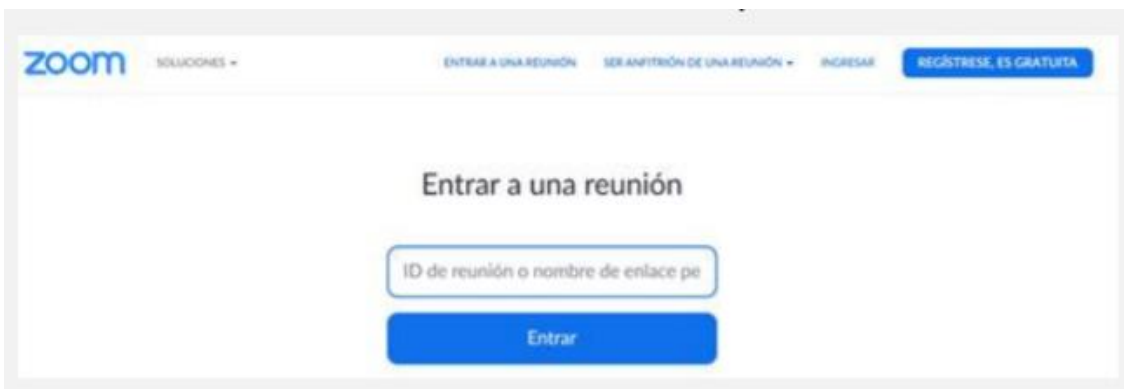 zoom SOLUCIONES ENTRAR A UNA REUNIÓN SER ANFITRIÓN DE UNA REUNIÓN INGRESAR REGÍSTRESE, ES GRATUITA
Entrar a una reunión
ID de reunión o nombre de enlace pe
Entrar